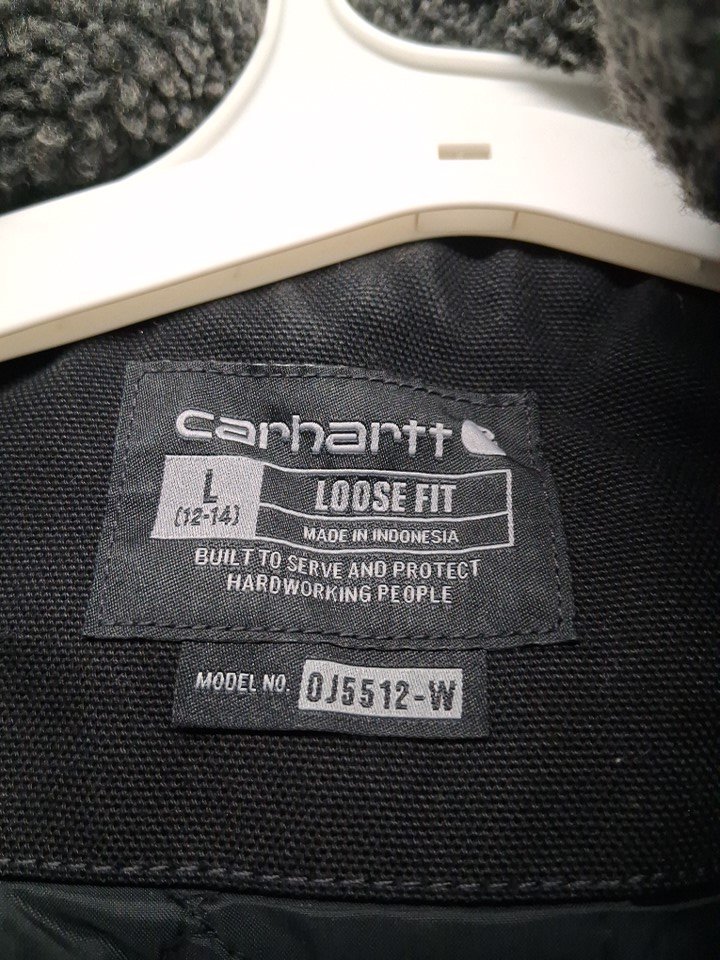 carhartt
L
(12-14)
LOOSE FIT
MADE IN INDONESIA
BUILT TO SERVE AND PROTECT
HARDWORKING PEOPLE
MODEL NO. OJ5512-W